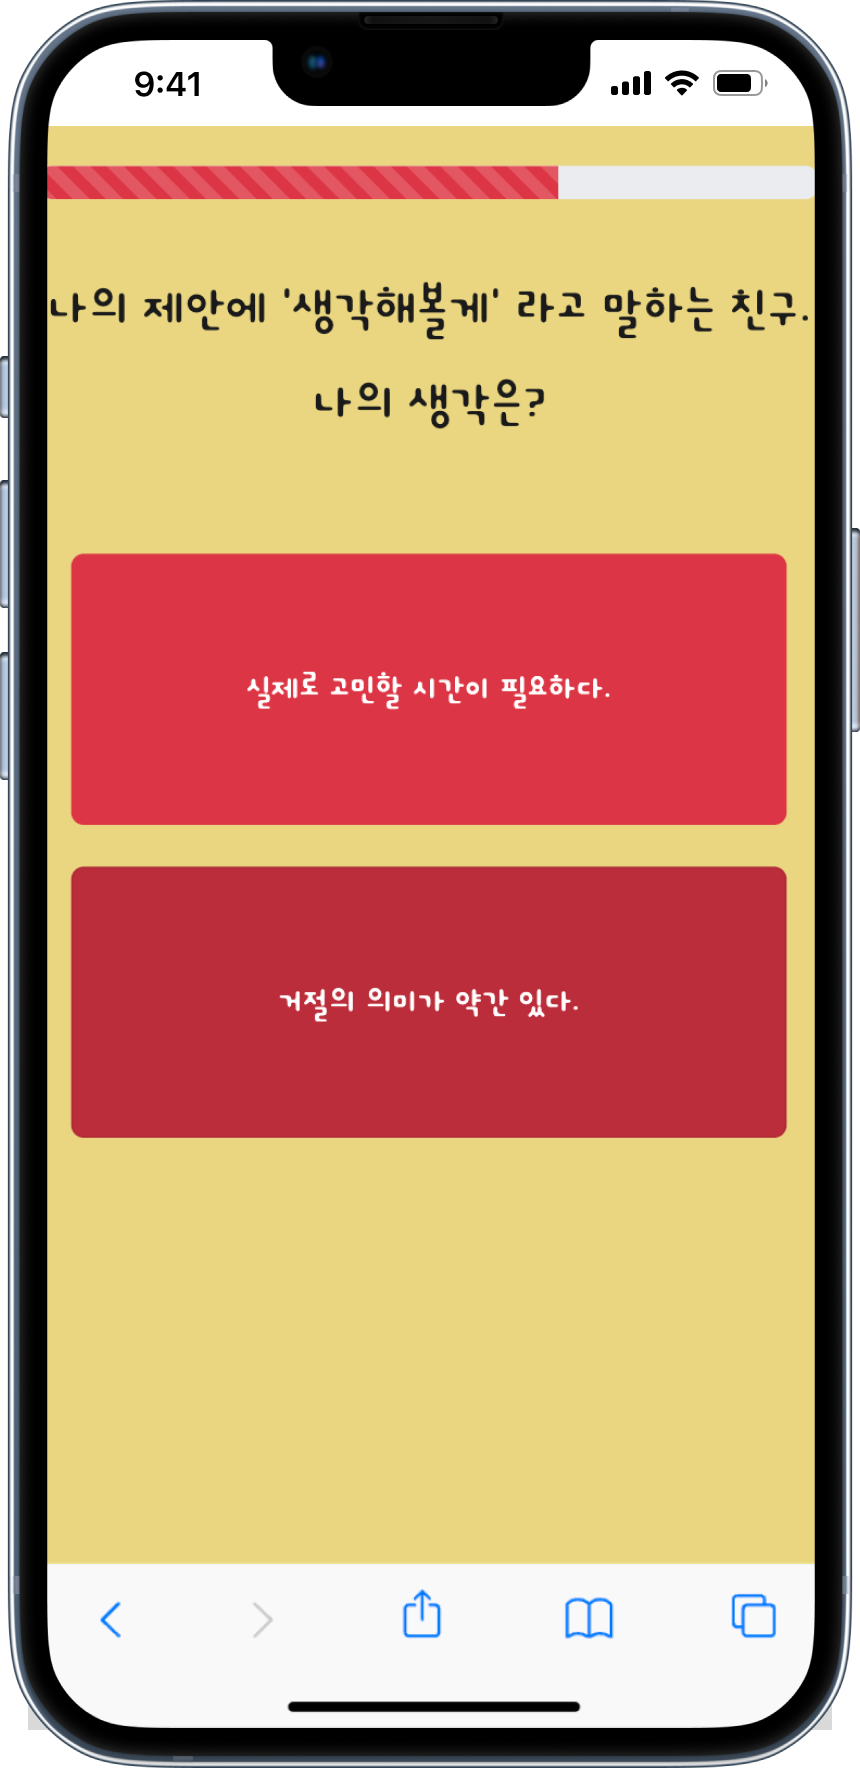 9:41
나의 제안에 '생각해볼게' 라고 말하는 친구.
나의 생각은?
실제로 고민할 시간이 필요하다.
거절의 의미가 약간 있다.